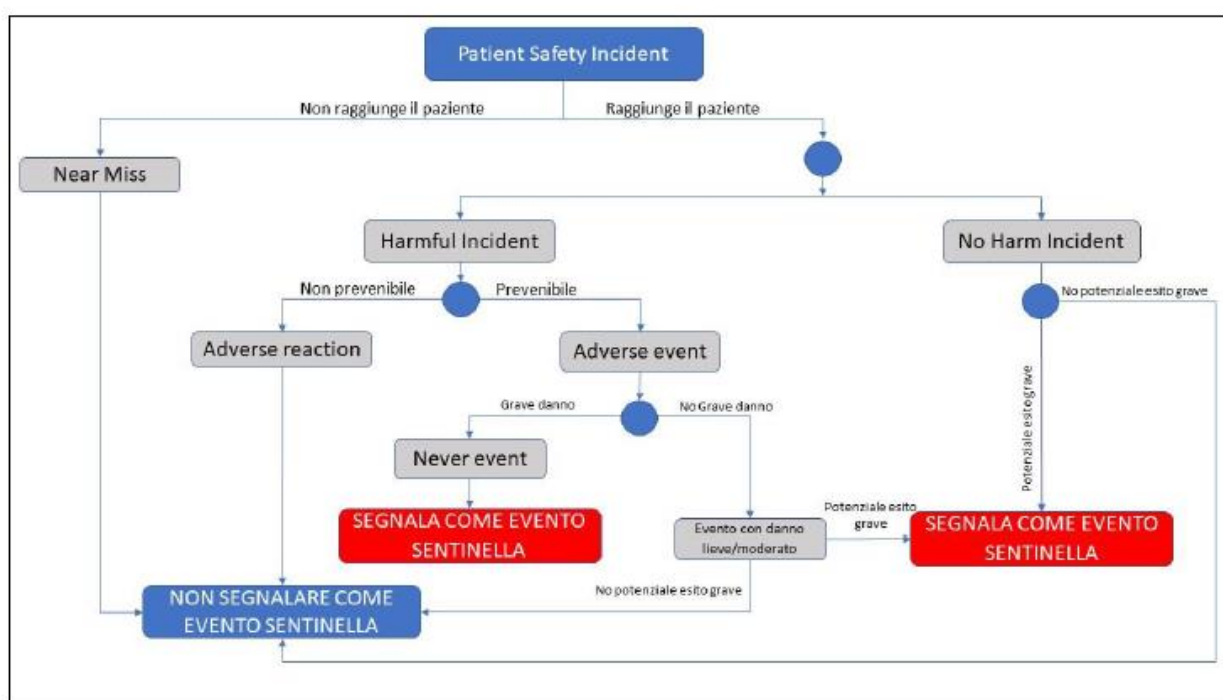 Patient Safety Incident
Non raggiunge il paziente
Raggiunge il paziente
Near Miss
Harmful Incident
No Harm Incident
Non prevenibile
Prevenibile
No potenziale esito grave
Adverse reaction
Adverse event
Grave danno
No Grave danno
Potenziale esito grave
Never event
SEGNALA COME EVENTO
SENTINELLA
Evento con danno
lieve/moderato
Potenziale esito
grave
SEGNALA COME EVENTO
SENTINELLA
No potenziale esito grave
NON SEGNALARE COME
EVENTO SENTINELLA